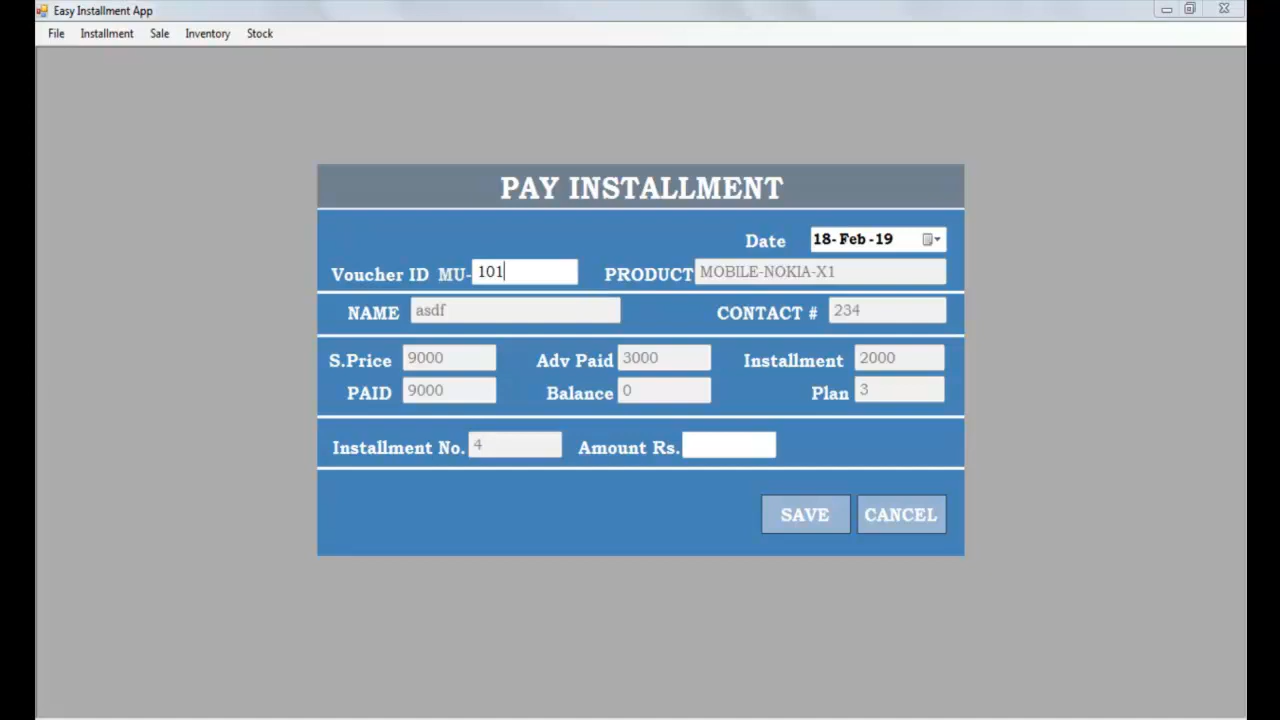 Easy Installment App
File Installment Sale Inventory Stock
PAY INSTALLMENT
Date 18-Feb-19
Voucher ID MU- 101 PRODUCT MOBILE-NOKIA-X1
NAME asdf CONTACT # 234
S.Price 9000 Adv Paid 3000 Installment 2000
PAID 9000 Balance 0 Plan 3
Installment No. 4 Amount Rs.
SAVE CANCEL